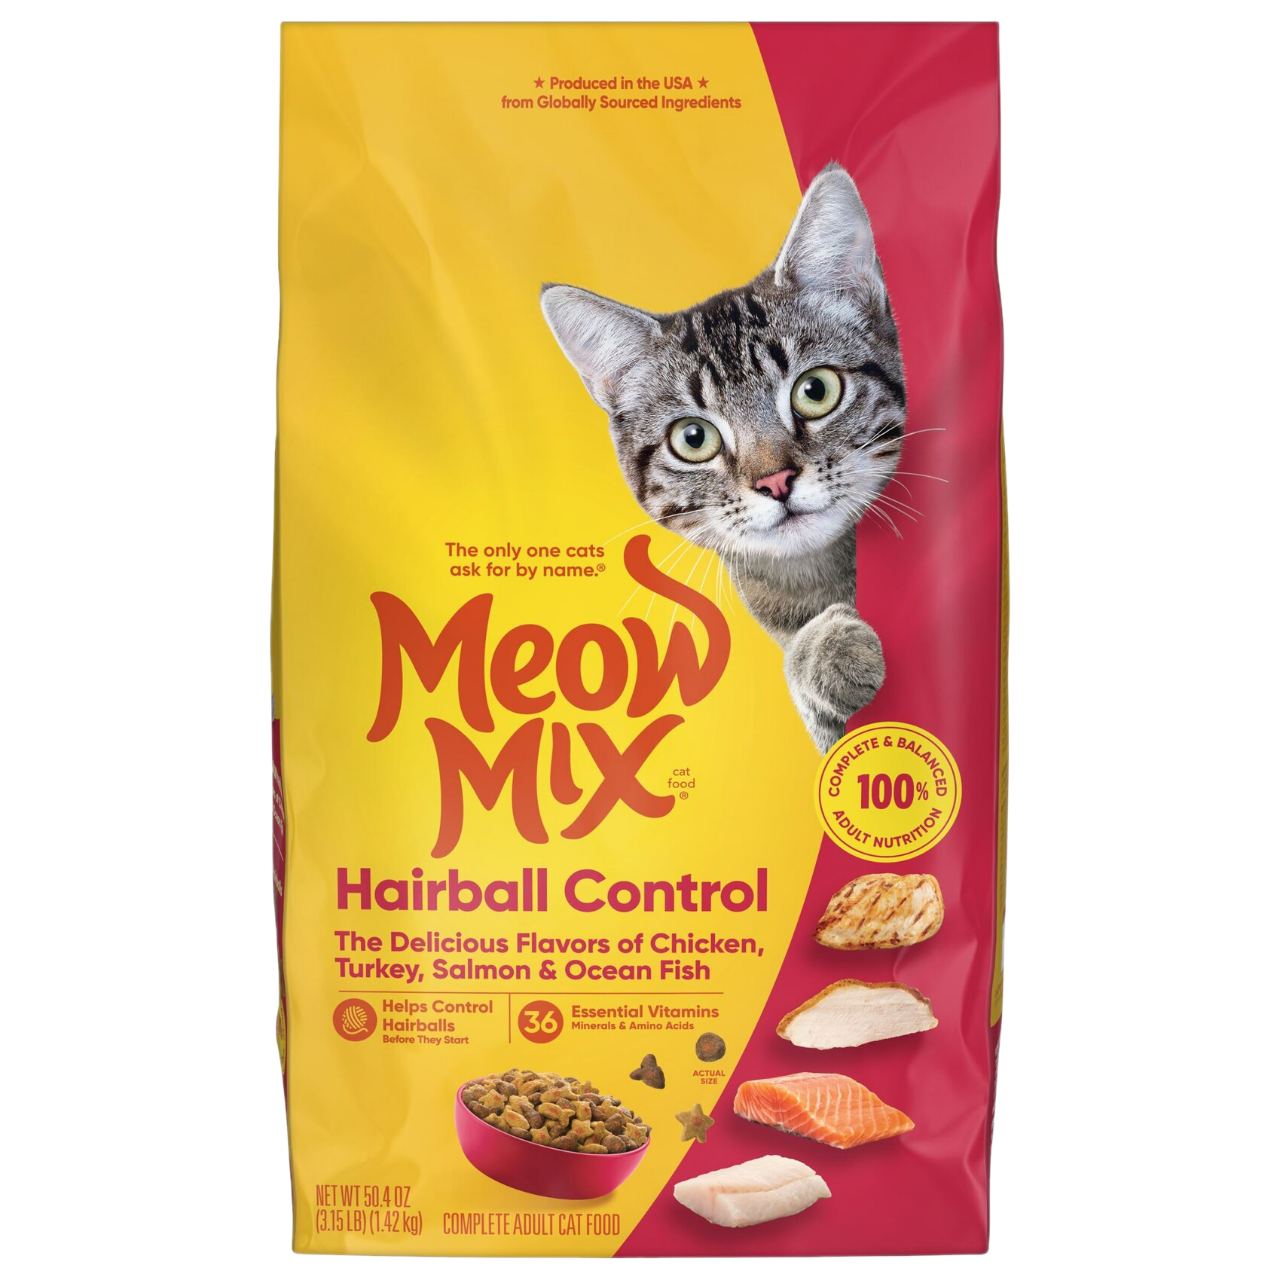 ★ Produced in the USA ★
from Globally Sourced Ingredients
The only one cats
ask for by name.®
Meow
Mix
cat
food
®
COMPLETE & BALANCED
100%
ADULT NUTRITION
Hairball Control
The Delicious Flavors of Chicken,
Turkey, Salmon & Ocean Fish
Helps Control
Hairballs
Before They Start
36
Essential Vitamins
Minerals & Amino Acids
ACTUAL
SIZE
NET WT 50.4 OZ
(3.15 LB) (1.42 kg)
COMPLETE ADULT CAT FOOD